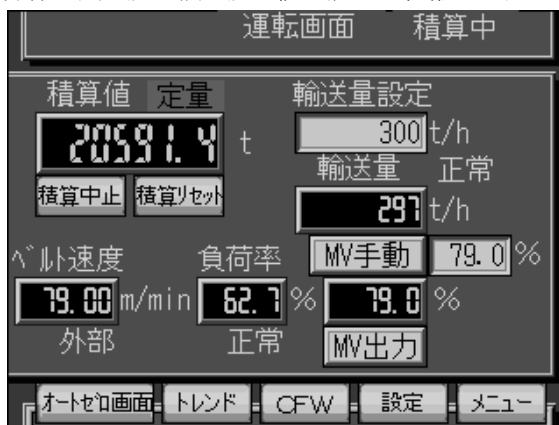 運転画面 積算中
積算値 定量 輸送量設定
20591.4 t 300 t/h
輸送量 正常
積算中止 積算リセット 297 t/h
ベルト速度 負荷率 MV手動 79.0 %
79.00 m/min 62.7 % 79.0 %
外部 正常 MV出力
オートゼロ画面 トレンド CFW 設定 メニュー